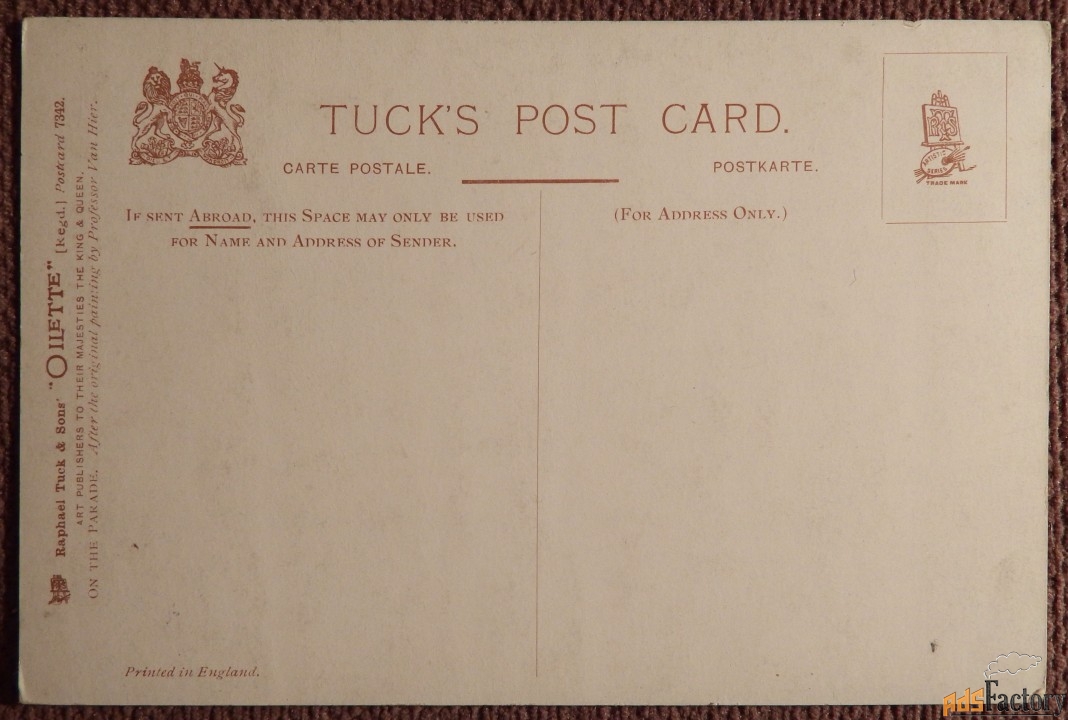 TUCK'S POST CARD.
CARTE POSTALE. POSTKARTE.
IF SENT ABROAD, THIS SPACE MAY ONLY BE USED
FOR NAME AND ADDRESS OF SENDER.
(FOR ADDRESS ONLY.)
ARTISTIC
SERIES
TRADE MARK
Raphael Tuck & Sons' "OILETTE" [Regd.] Postcard 7342.
ART PUBLISHERS TO THEIR MAJESTIES THE KING & QUEEN.
ON THE PARADE. After the original painting by Professor Van Hier.
Printed in England.
AdsFactory